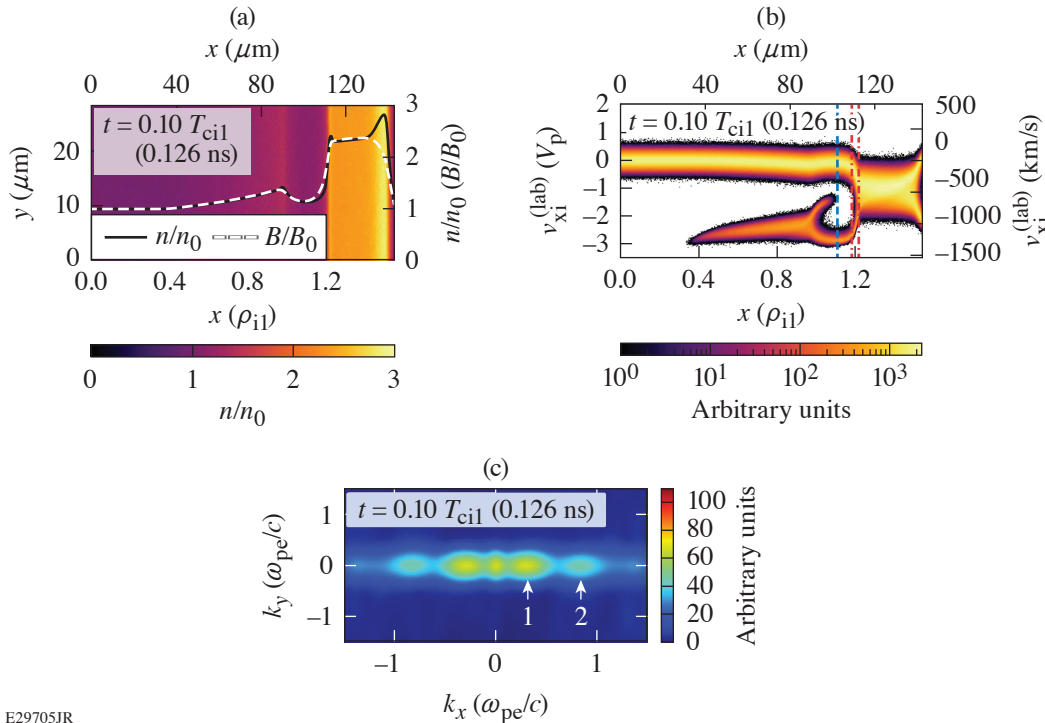 (a)
x (μm)
0 40 80 120
t = 0.10 T_ci1
(0.126 ns)
y (μm)
20
10
0
3
2
1
0
n/n_0 (B/B_0)
n/n_0 B/B_0
0.0 0.4 0.8 1.2
x (ρ_i1)
0 1 2 3
n/n_0
(b)
x (μm)
0 40 80 120
t = 0.10 T_ci1 (0.126 ns)
v_xi^(lab) (V_p)
2
1
0
–1
–2
–3
500
0
–500
–1000
–1500
v_xi^(lab) (km/s)
0.0 0.4 0.8 1.2
x (ρ_i1)
10^0 10^1 10^2 10^3
Arbitrary units
(c)
t = 0.10 T_ci1 (0.126 ns)
k_y (ω_pe/c)
1
0
–1
1 2
–1 0 1
k_x (ω_pe/c)
100
80
60
40
20
0
Arbitrary units
E29705JR